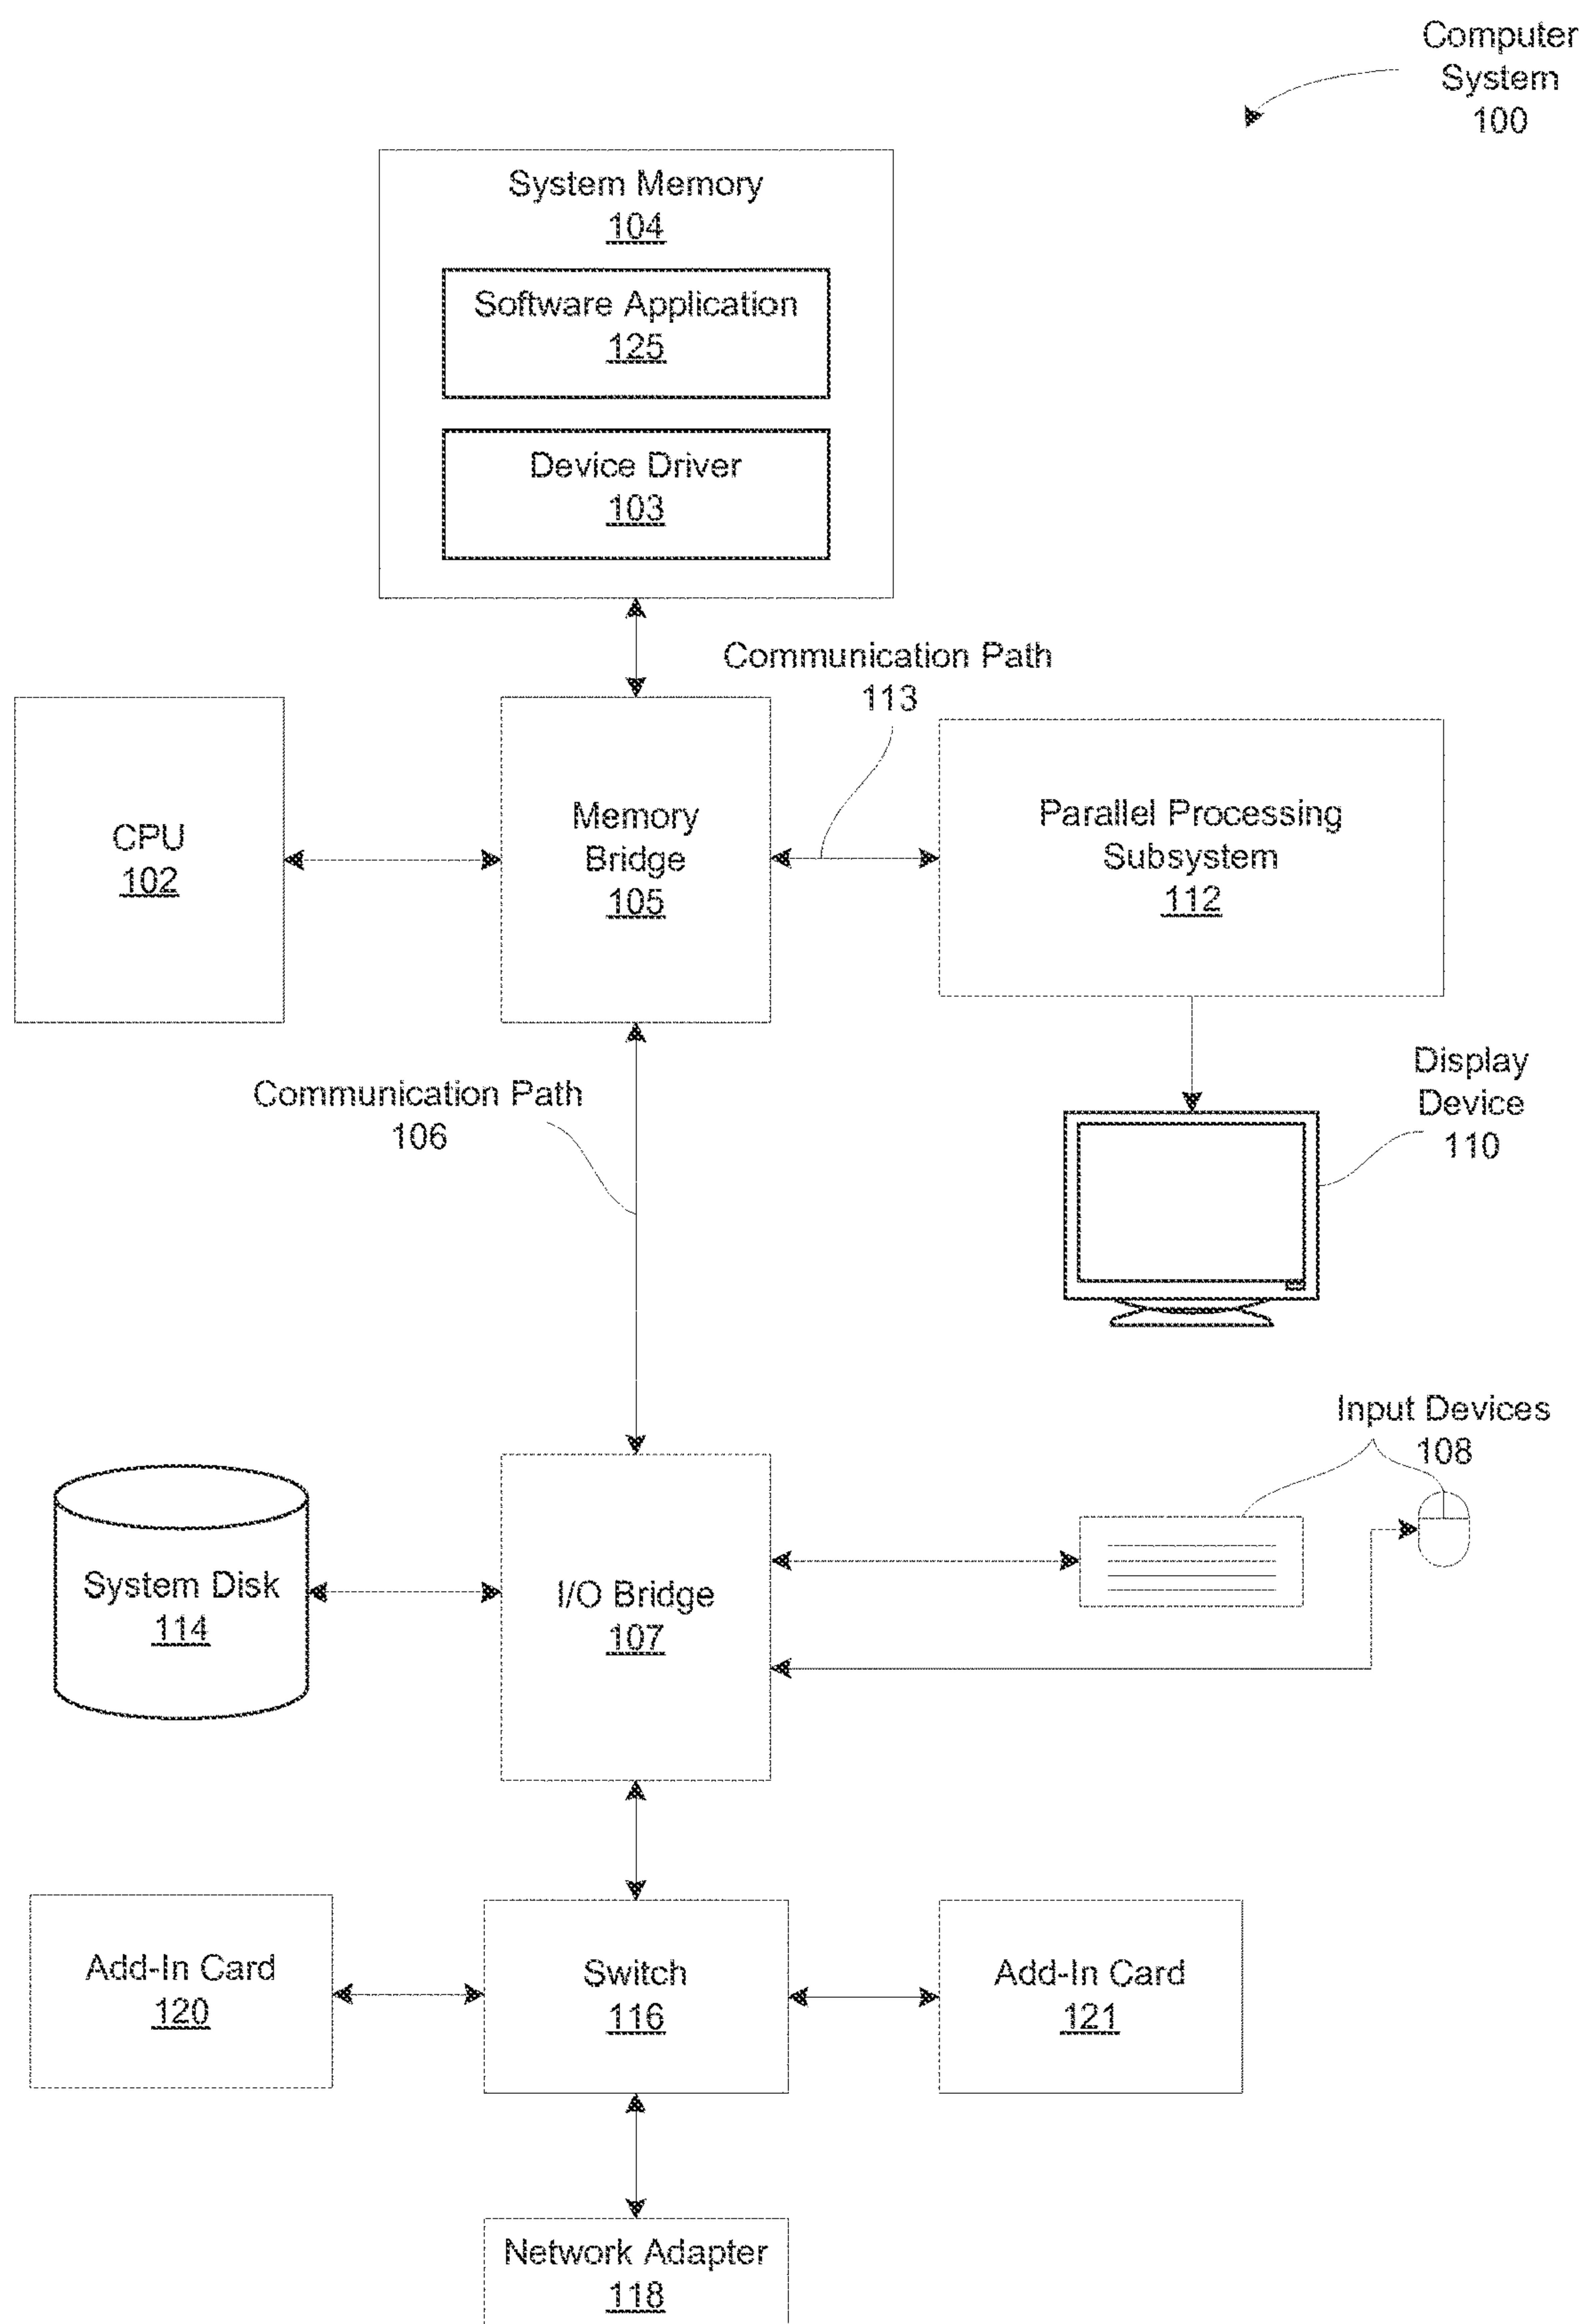 Computer
System
100
System Memory
104
Software Application
125
Device Driver
103
Communication Path
113
CPU
102
Memory
Bridge
105
Parallel Processing
Subsystem
112
Communication Path
106
Display
Device
110
Input Devices
108
System Disk
114
I/O Bridge
107
Add-In Card
120
Switch
116
Add-In Card
121
Network Adapter
118